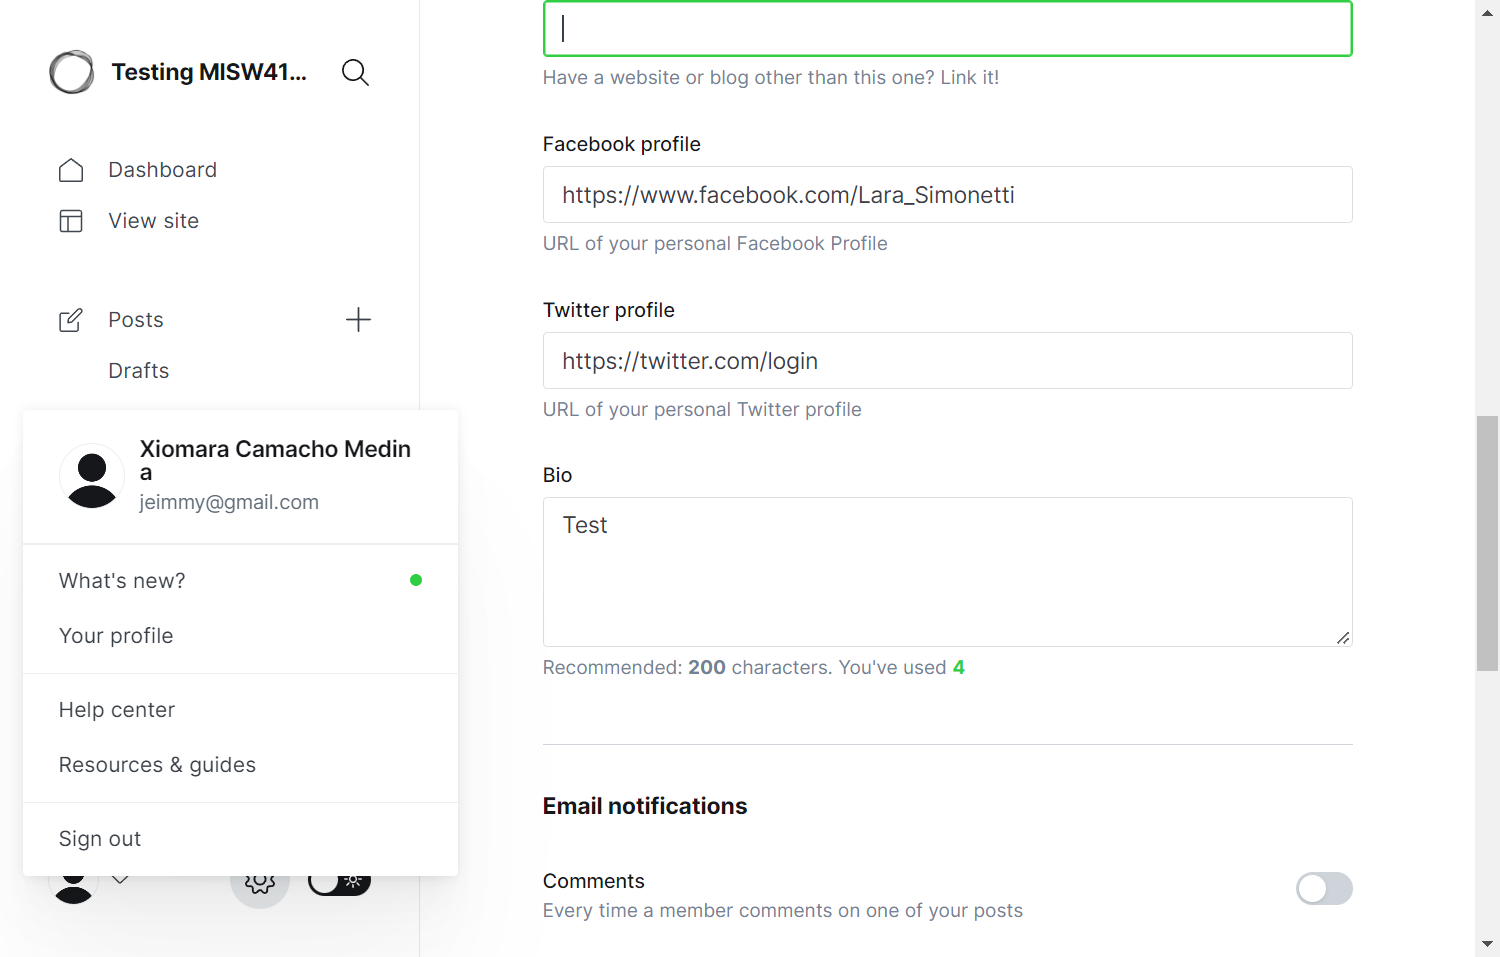 Testing MISW41...
Dashboard
View site
Posts
Drafts
Xiomara Camacho Medin
a
jeimmy@gmail.com
What's new?
Your profile
Help center
Resources & guides
Sign out
Have a website or blog other than this one? Link it!
Facebook profile
https://www.facebook.com/Lara_Simonetti
URL of your personal Facebook Profile
Twitter profile
https://twitter.com/login
URL of your personal Twitter profile
Bio
Test
Recommended: 200 characters. You've used 4
Email notifications
Comments
Every time a member comments on one of your posts